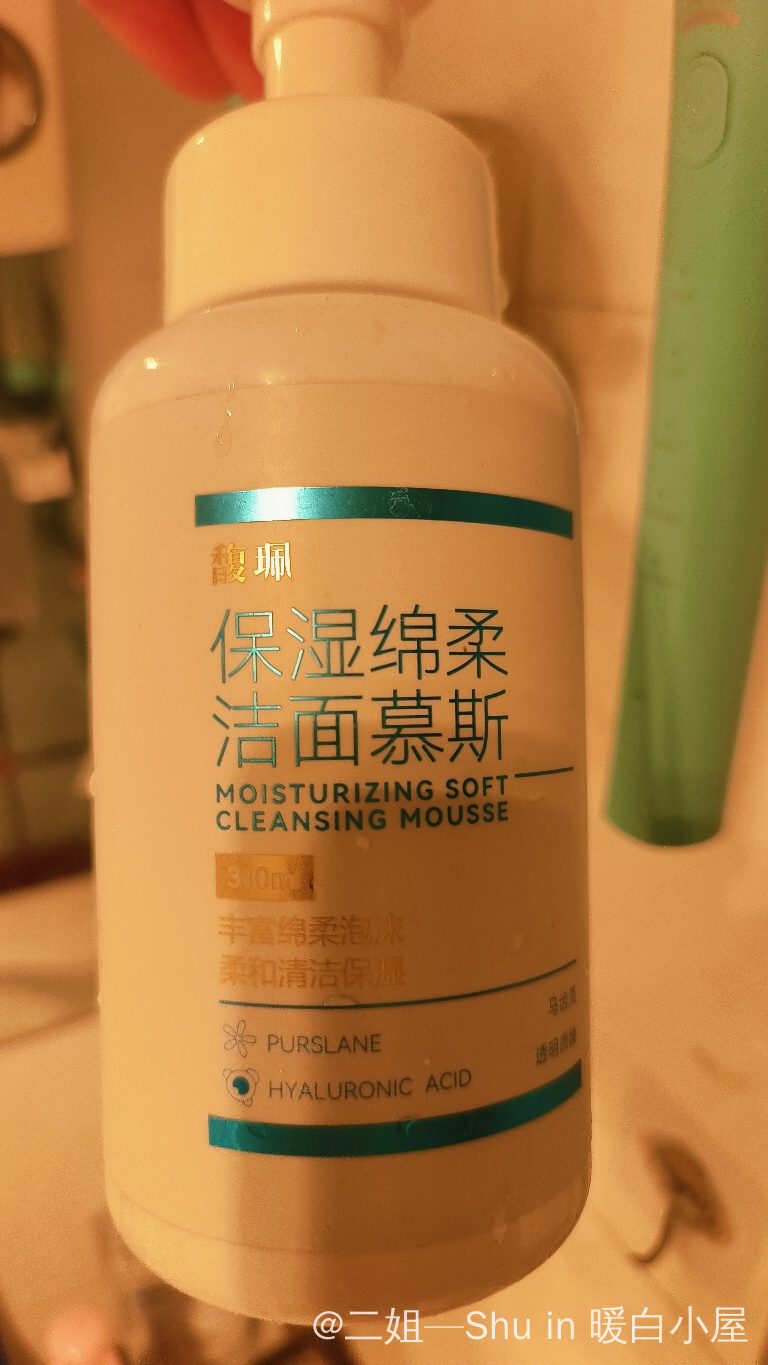 馥珮
保湿绵柔
洁面慕斯
MOISTURIZING SOFT
CLEANSING MOUSSE
300ml
丰富绵柔泡沫
柔和清洁保湿
PURSLANE 马齿苋
HYALURONIC ACID 透明质酸
@二姐—Shu in 暖白小屋